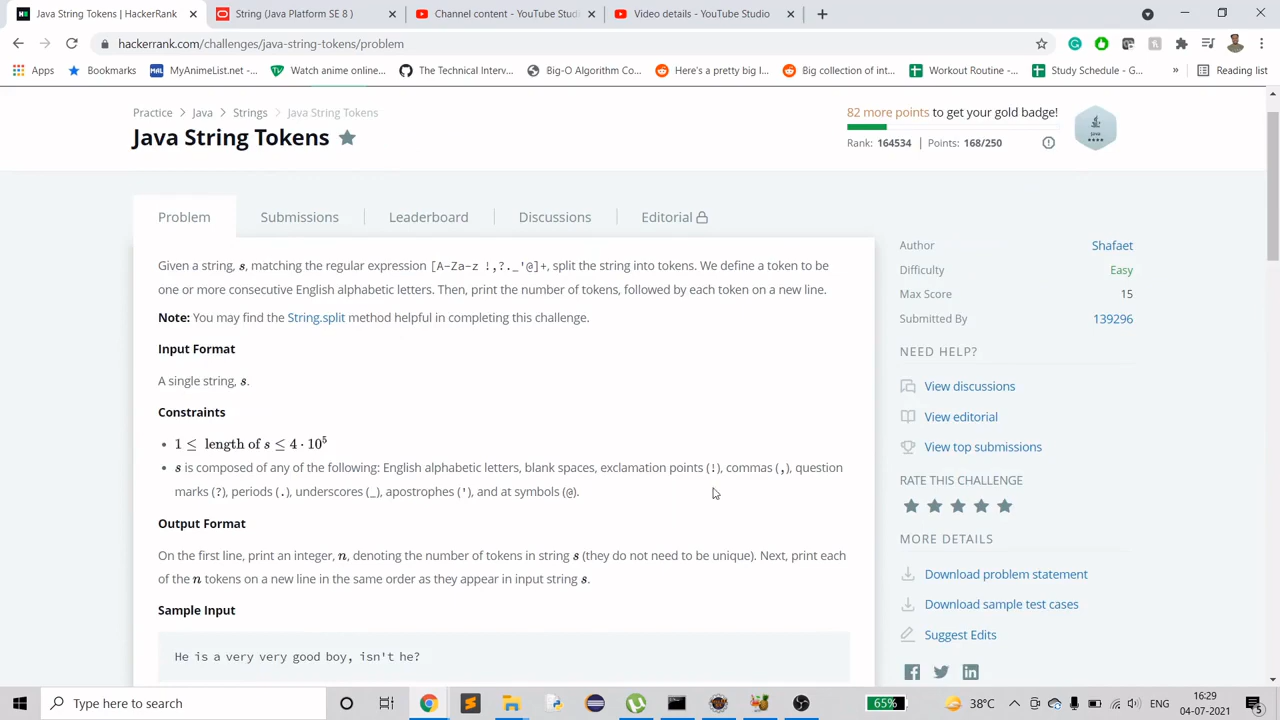 Java String Tokens | HackerRank
String (Java Platform SE 8 )
Channel content - YouTube Studi
Video details - YouTube Studio
hackerrank.com/challenges/java-string-tokens/problem
Apps
Bookmarks
MyAnimeList.net -...
Watch anime online...
The Technical Interv...
Big-O Algorithm Co...
Here's a pretty big l...
Big collection of int...
Workout Routine -...
Study Schedule - G...
»
Reading list
Practice > Java > Strings > Java String Tokens
Java String Tokens
82 more points to get your gold badge!
Rank: 164534 | Points: 168/250
Java
Problem
Submissions
Leaderboard
Discussions
Editorial
Given a string, s, matching the regular expression [A-Za-z !,?._'@]+, split the string into tokens. We define a token to be
one or more consecutive English alphabetic letters. Then, print the number of tokens, followed by each token on a new line.
Note: You may find the String.split method helpful in completing this challenge.
Input Format
A single string, s.
Constraints
• 1 ≤ length of s ≤ 4 · 10⁵
• s is composed of any of the following: English alphabetic letters, blank spaces, exclamation points (!), commas (,), question
marks (?), periods (.), underscores (_), apostrophes ('), and at symbols (@).
Output Format
On the first line, print an integer, n, denoting the number of tokens in string s (they do not need to be unique). Next, print each
of the n tokens on a new line in the same order as they appear in input string s.
Sample Input
He is a very very good boy, isn't he?
Author Shafaet
Difficulty Easy
Max Score 15
Submitted By 139296
NEED HELP?
View discussions
View editorial
View top submissions
RATE THIS CHALLENGE
MORE DETAILS
Download problem statement
Download sample test cases
Suggest Edits
Type here to search
65%
38°C
ENG
16:29
04-07-2021
5